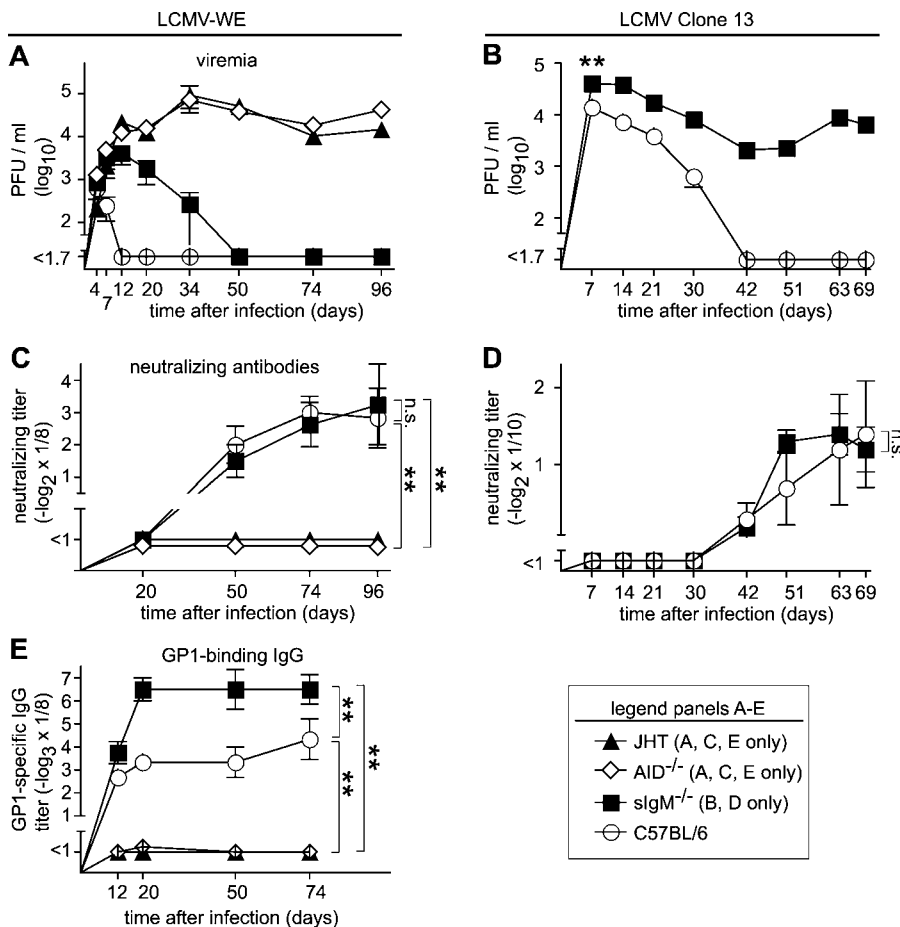 LCMV-WE
LCMV Clone 13
A
viremia
PFU / ml
(log10)
5
4
3
2
<1.7
4 7 12 20 34 50 74 96
time after infection (days)
B
**
PFU / ml
(log10)
5
4
3
2
<1.7
7 14 21 30 42 51 63 69
time after infection (days)
C
neutralizing antibodies
neutralizing titer
(-log2 x 1/8)
4
3
2
1
<1
n.s.
**
**
20 50 74 96
time after infection (days)
D
neutralizing titer
(-log2 x 1/10)
2
1
<1
n.s.
7 14 21 30 42 51 63 69
time after infection (days)
E
GP1-binding IgG
GP1-specific IgG
titer (-log3 x 1/8)
7
6
5
4
3
2
1
<1
**
**
**
12 20 50 74
time after infection (days)
legend panels A-E
JHT (A, C, E only)
AID-/- (A, C, E only)
sIgM-/- (B, D only)
C57BL/6